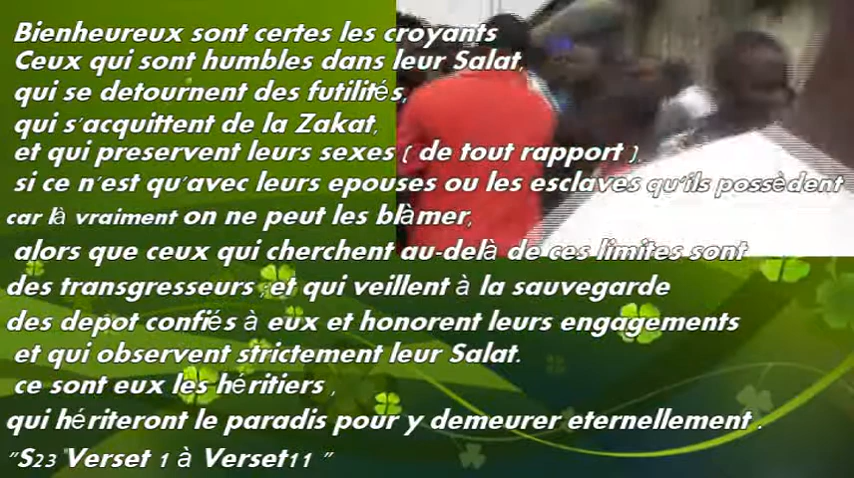 Bienheureux sont certes les croyants
Ceux qui sont humbles dans leur Salat,
qui se detournent des futilités,
qui s'acquittent de la Zakat,
et qui preservent leurs sexes ( de tout rapport ),
si ce n'est qu'avec leurs epouses ou les esclaves qu'ils possèdent
car là vraiment on ne peut les blàmer,
alors que ceux qui cherchent au-delà de ces limites sont
des transgresseurs ; et qui veillent à la sauvegarde
des depot confiés à eux et honorent leurs engagements
et qui observent strictement leur Salat.
ce sont eux les héritiers ,
qui hériteront le paradis pour y demeurer eternellement .
"S23 "Verset 1 à Verset11 "